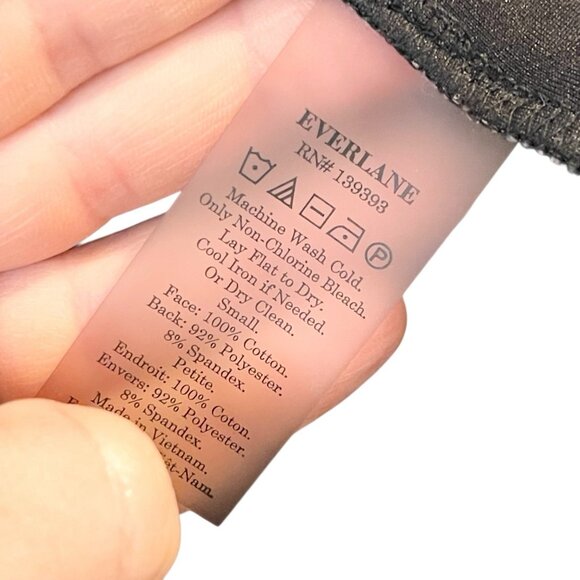 EVERLANE
RN# 139393
P
Machine Wash Cold.
Only Non-Chlorine Bleach.
Lay Flat to Dry.
Cool Iron if Needed.
Or Dry Clean.
Small.
Face: 100% Cotton.
Back: 92% Polyester.
8% Spandex.
Petite.
Endroit: 100% Coton.
Envers: 92% Polyester.
8% Spandex.
Made in Vietnam.